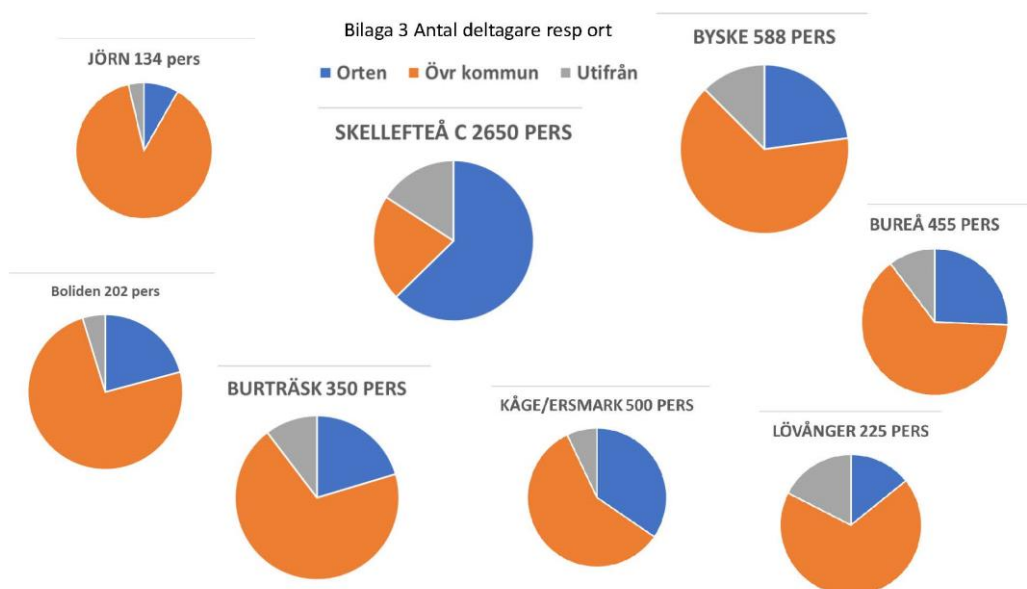 Bilaga 3 Antal deltagare resp ort
Orten Övr kommun Utifrån
JÖRN 134 pers
SKELLEFTEÅ C 2650 PERS
BYSKE 588 PERS
BUREÅ 455 PERS
Boliden 202 pers
BURTRÄSK 350 PERS
KÅGE/ERSMARK 500 PERS
LÖVÅNGER 225 PERS